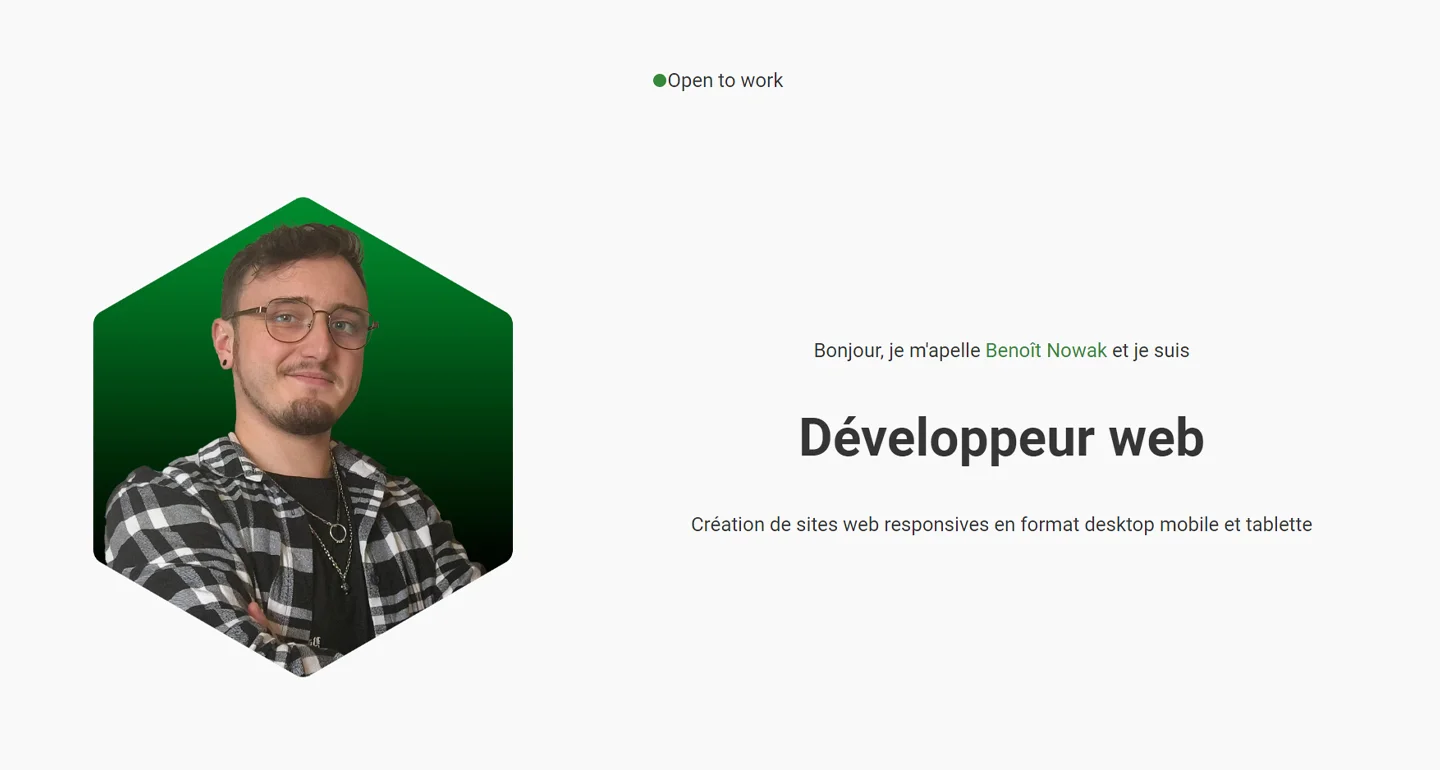 Open to work
Bonjour, je m'apelle Benoît Nowak et je suis
Développeur web
Création de sites web responsives en format desktop mobile et tablette